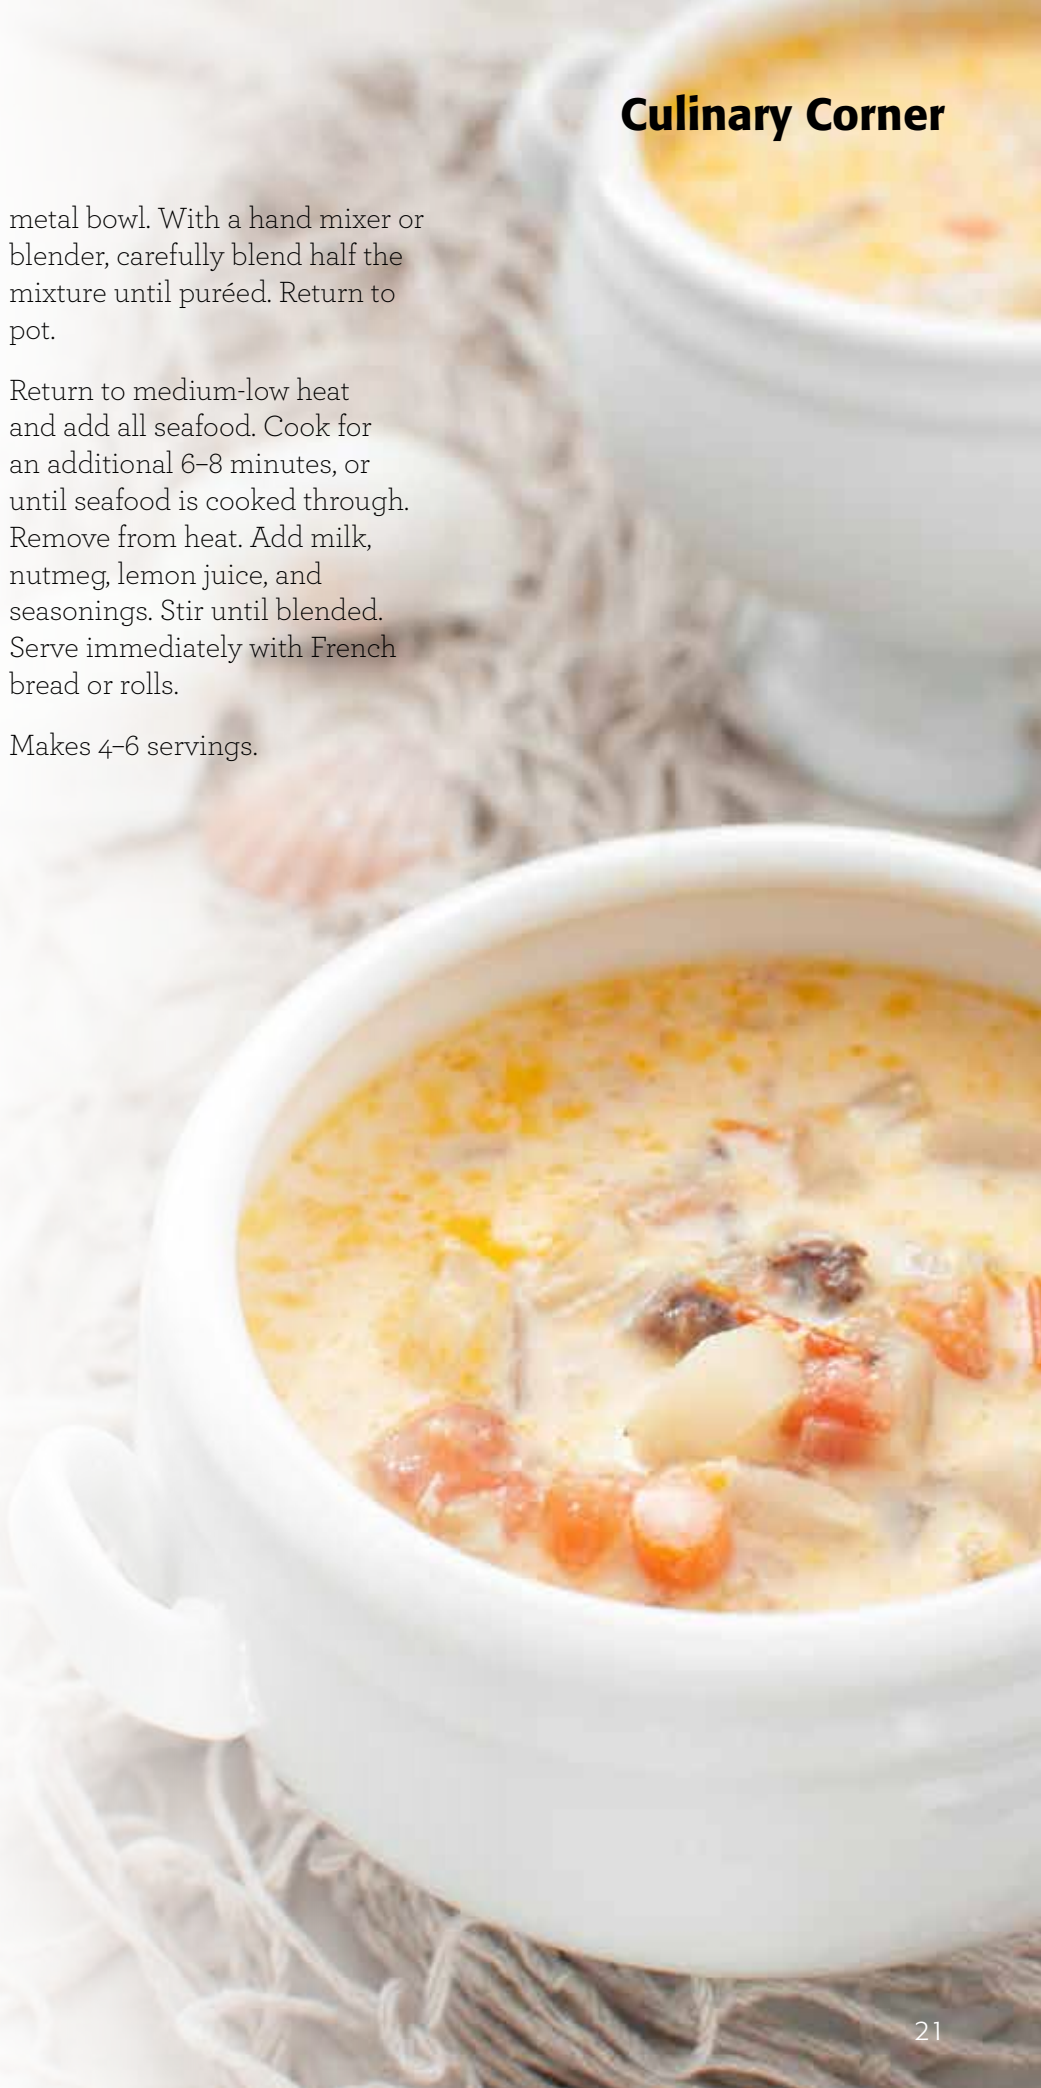 Culinary Corner
metal bowl. With a hand mixer or
blender, carefully blend half the
mixture until puréed. Return to
pot.
Return to medium-low heat
and add all seafood. Cook for
an additional 6–8 minutes, or
until seafood is cooked through.
Remove from heat. Add milk,
nutmeg, lemon juice, and
seasonings. Stir until blended.
Serve immediately with French
bread or rolls.
Makes 4–6 servings.
21